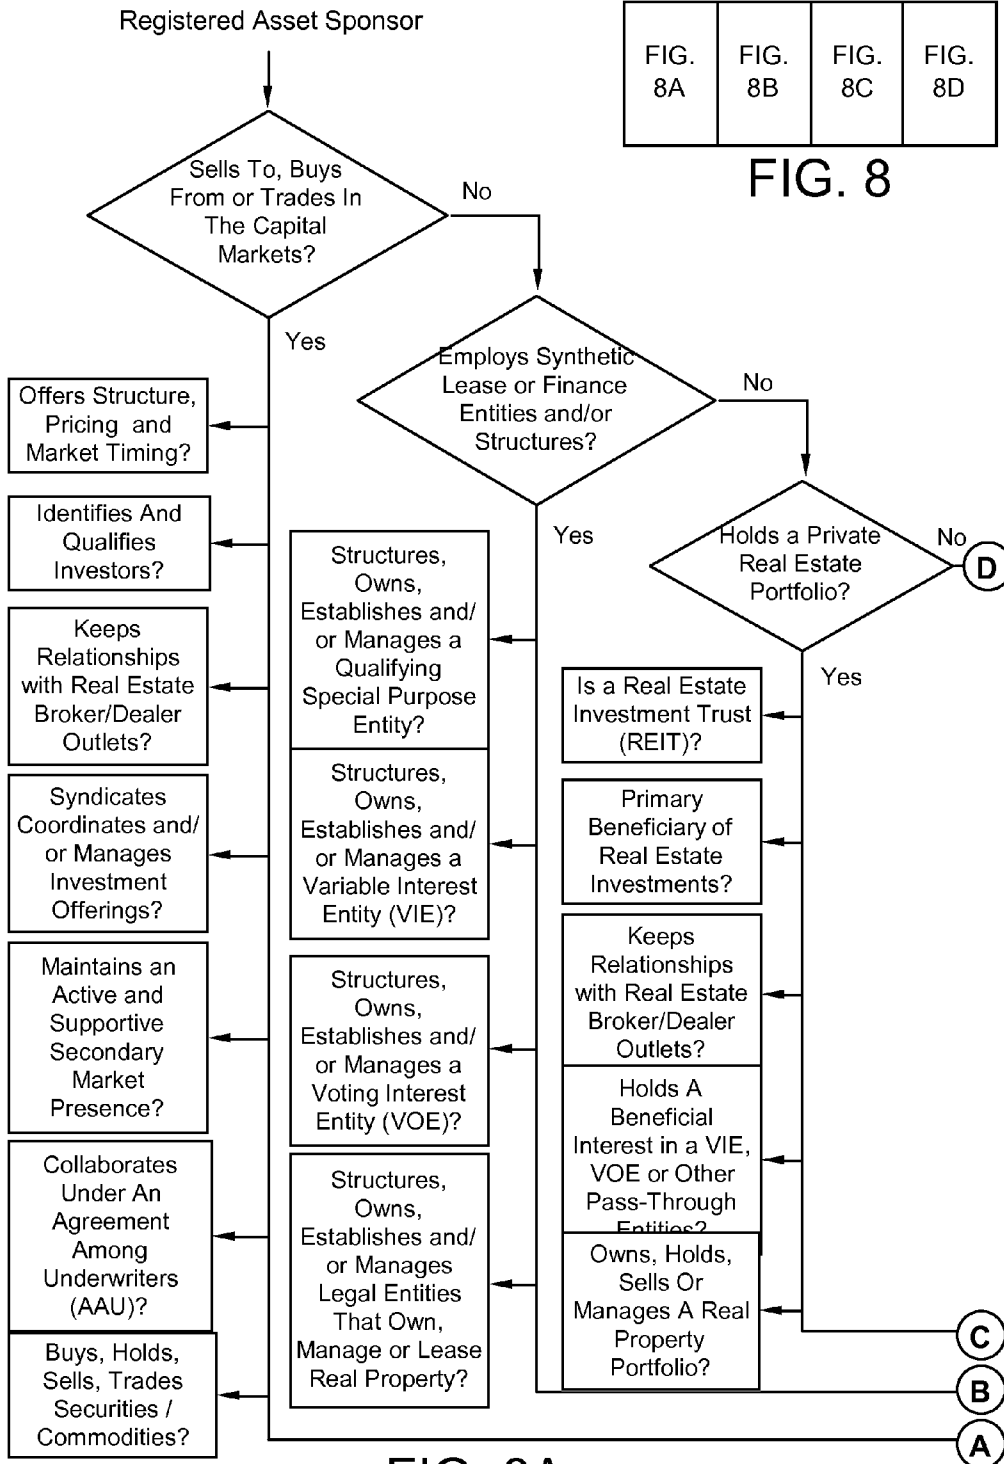 Registered Asset Sponsor
FIG.
8A
FIG.
8B
FIG.
8C
FIG.
8D
FIG. 8
Sells To, Buys
From or Trades In
The Capital
Markets?
No
Yes
Employs Synthetic
Lease or Finance
Entities and/or
Structures?
No
Yes
Holds a Private
Real Estate
Portfolio?
No
D
Yes
Offers Structure,
Pricing and
Market Timing?
Identifies And
Qualifies
Investors?
Keeps
Relationships
with Real Estate
Broker/Dealer
Outlets?
Syndicates
Coordinates and/
or Manages
Investment
Offerings?
Maintains an
Active and
Supportive
Secondary
Market
Presence?
Collaborates
Under An
Agreement
Among
Underwriters
(AAU)?
Buys, Holds,
Sells, Trades
Securities /
Commodities?
Structures,
Owns,
Establishes and/
or Manages a
Qualifying
Special Purpose
Entity?
Structures,
Owns,
Establishes and/
or Manages a
Variable Interest
Entity (VIE)?
Structures,
Owns,
Establishes and/
or Manages a
Voting Interest
Entity (VOE)?
Structures,
Owns,
Establishes and/
or Manages
Legal Entities
That Own,
Manage or Lease
Real Property?
Is a Real Estate
Investment Trust
(REIT)?
Primary
Beneficiary of
Real Estate
Investments?
Keeps
Relationships
with Real Estate
Broker/Dealer
Outlets?
Holds A
Beneficial
Interest in a VIE,
VOE or Other
Pass-Through
Entities?
Owns, Holds,
Sells Or
Manages A Real
Property
Portfolio?
C
B
A
FIG. 8A